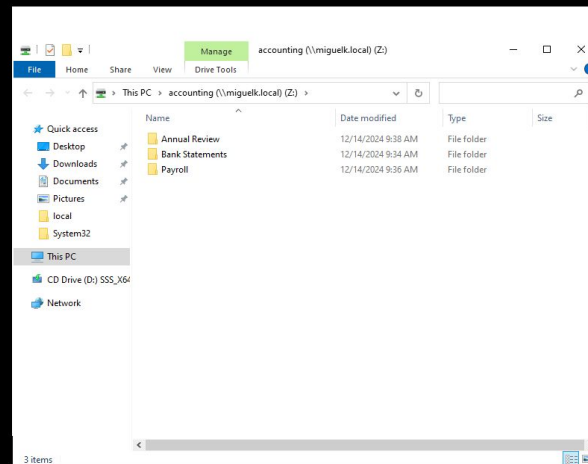 Manage accounting (\\miguelk.local) (Z:)
File Home Share View Drive Tools
This PC > accounting (\\miguelk.local) (Z:) >
Quick access
Desktop
Downloads
Documents
Pictures
local
System32
This PC
CD Drive (D:) SSS_X64
Network
Name Date modified Type Size
Annual Review 12/14/2024 9:38 AM File folder
Bank Statements 12/14/2024 9:34 AM File folder
Payroll 12/14/2024 9:36 AM File folder
3 items